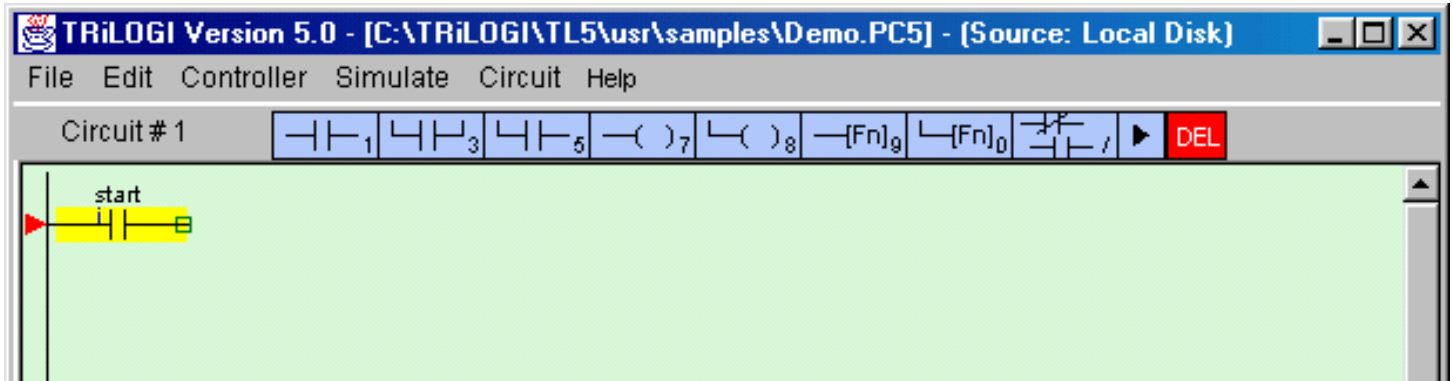 TRiLOGI Version 5.0 - [C:\TRiLOGI\TL5\usr\samples\Demo.PC5] - (Source: Local Disk)
File Edit Controller Simulate Circuit Help
Circuit # 1 1 3 5 ( )7 ( )8 [Fn]9 [Fn]0 / DEL
start
i